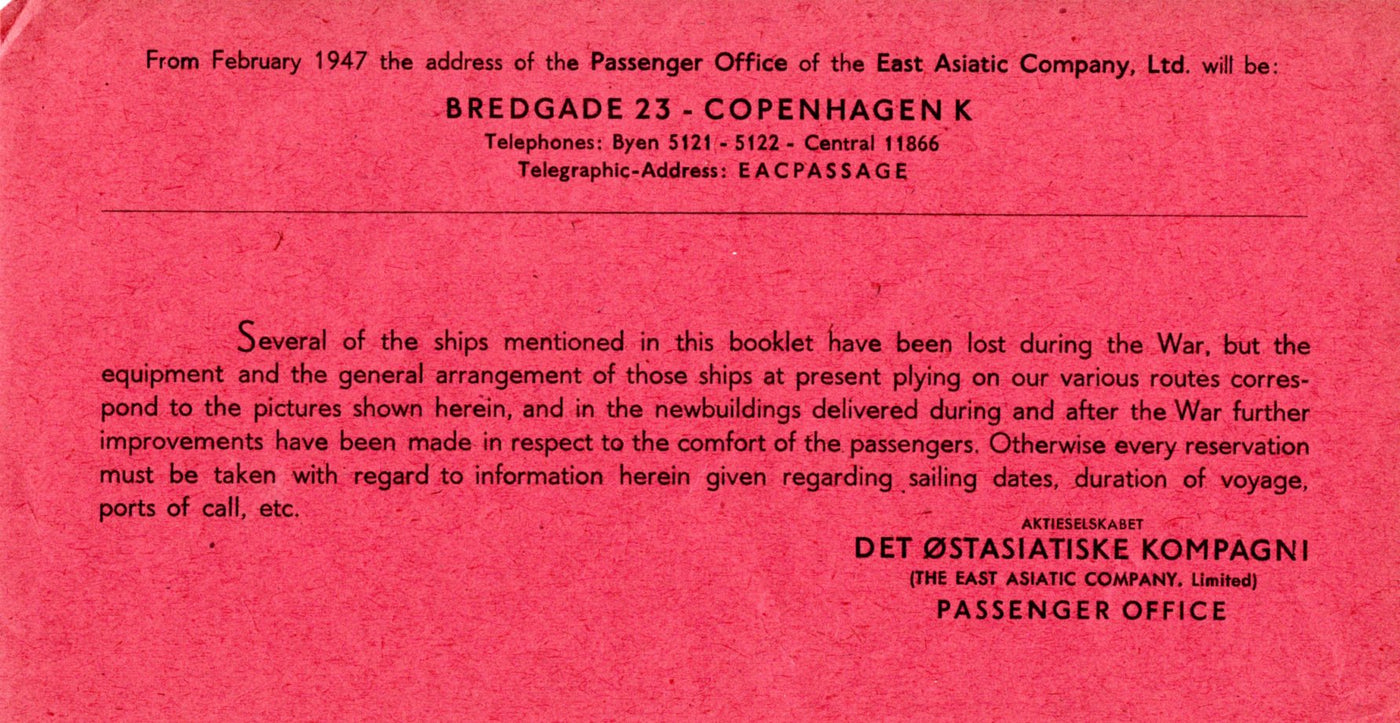 From February 1947 the address of the Passenger Office of the East Asiatic Company, Ltd. will be:
BREDGADE 23 - COPENHAGEN K
Telephones: Byen 5121 - 5122 - Central 11866
Telegraphic-Address: EACPASSAGE
Several of the ships mentioned in this booklet have been lost during the War, but the
equipment and the general arrangement of those ships at present plying on our various routes corres-
pond to the pictures shown herein, and in the newbuildings delivered during and after the War further
improvements have been made in respect to the comfort of the passengers. Otherwise every reservation
must be taken with regard to information herein given regarding sailing dates, duration of voyage,
ports of call, etc.
AKTIESELSKABET
DET ØSTASIATISKE KOMPAGNI
(THE EAST ASIATIC COMPANY, Limited)
PASSENGER OFFICE